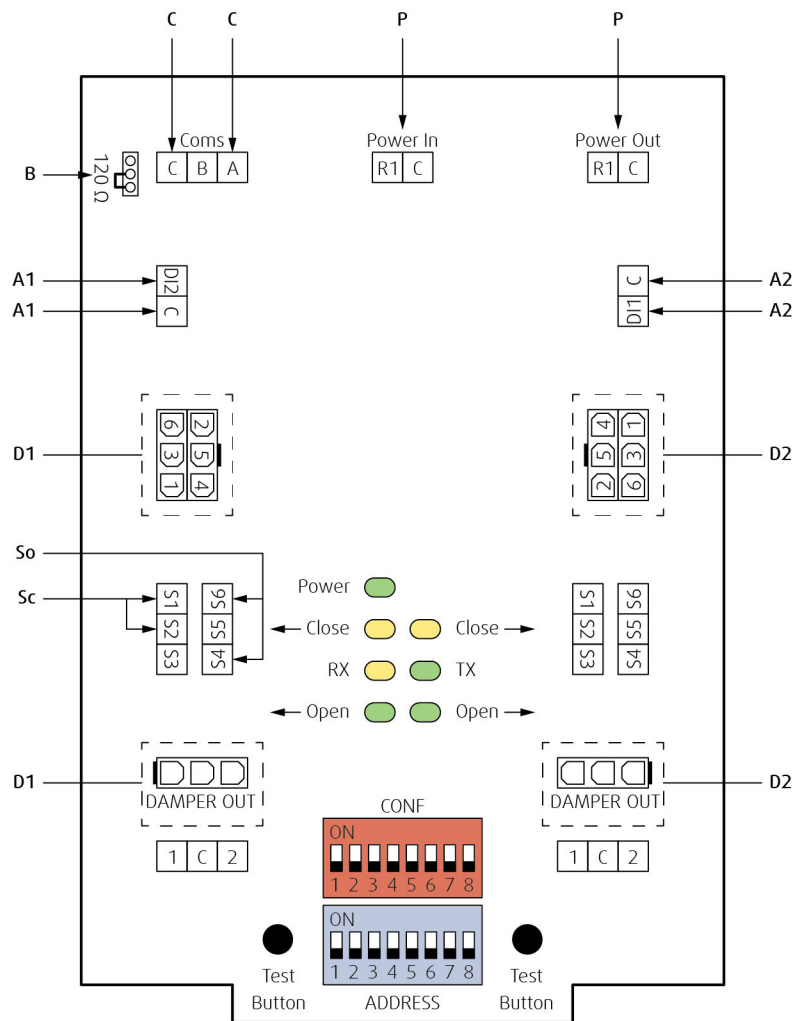 C C P P
Coms Power In Power Out
C B A R1 C R1 C
B 120 Ω
A1 DI2 C A2
A1 C DI1 A2
6 2 4 1
D1 3 5 5 3 D2
1 4 2 6
So
Sc
S1 S6 S1 S6
S2 S5 S2 S5
S3 S4 S3 S4
Power
Close Close
RX TX
Open Open
D1 D2
DAMPER OUT DAMPER OUT
1 C 2 1 C 2
CONF
ON
1 2 3 4 5 6 7 8
ON
1 2 3 4 5 6 7 8
Test Test
Button Button
ADDRESS